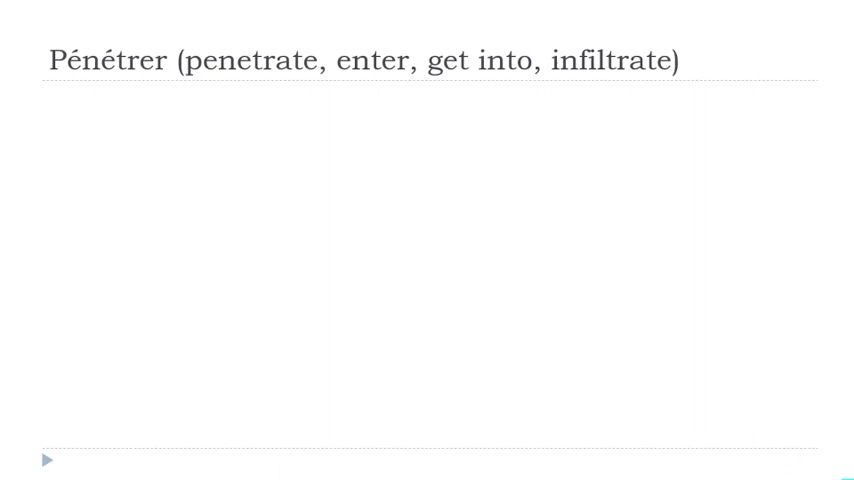 Pénétrer (penetrate, enter, get into, infiltrate)